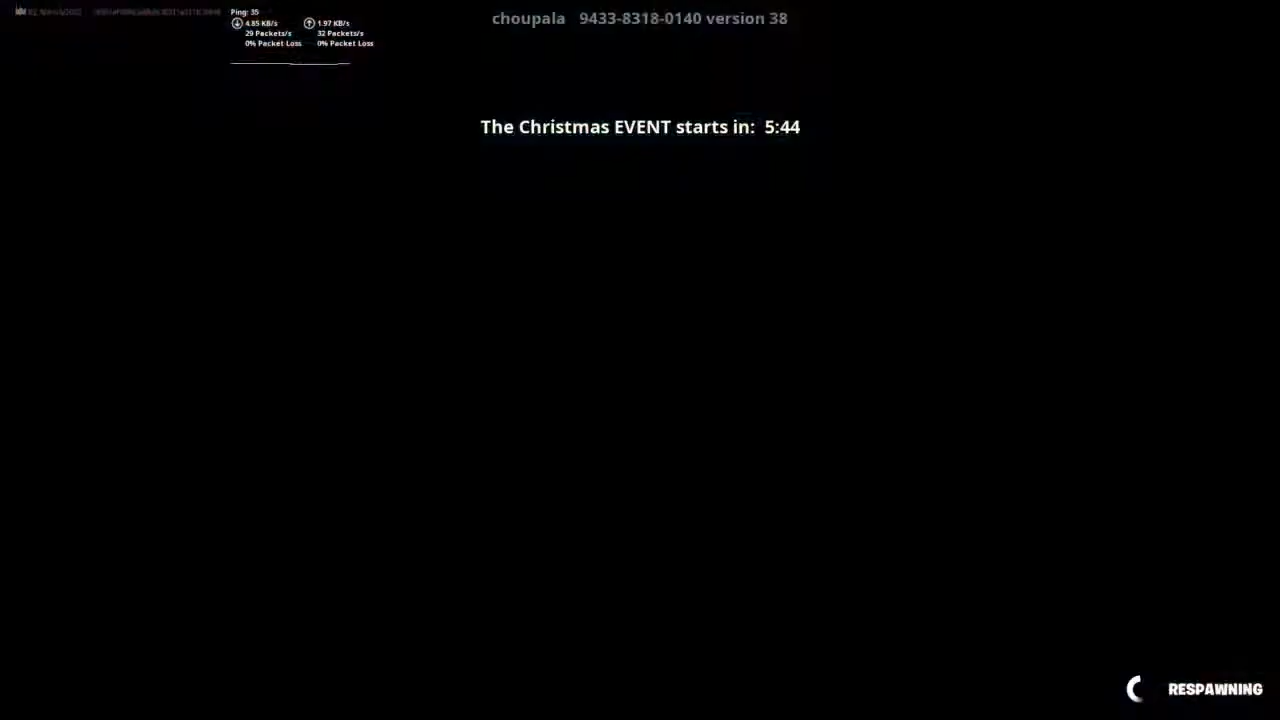 Ping: 35
4.85 KB/s 1.97 KB/s
29 Packets/s 32 Packets/s
0% Packet Loss 0% Packet Loss
choupala 9433-8318-0140 version 38
The Christmas EVENT starts in: 5:44
RESPAWNING